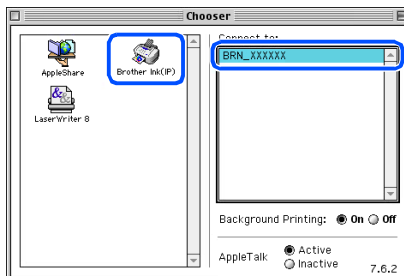 Chooser
AppleShare
Brother Ink(IP)
LaserWriter 8
Connect to:
BRN_XXXXXX
Background Printing: On Off
AppleTalk
Active
Inactive
7.6.2